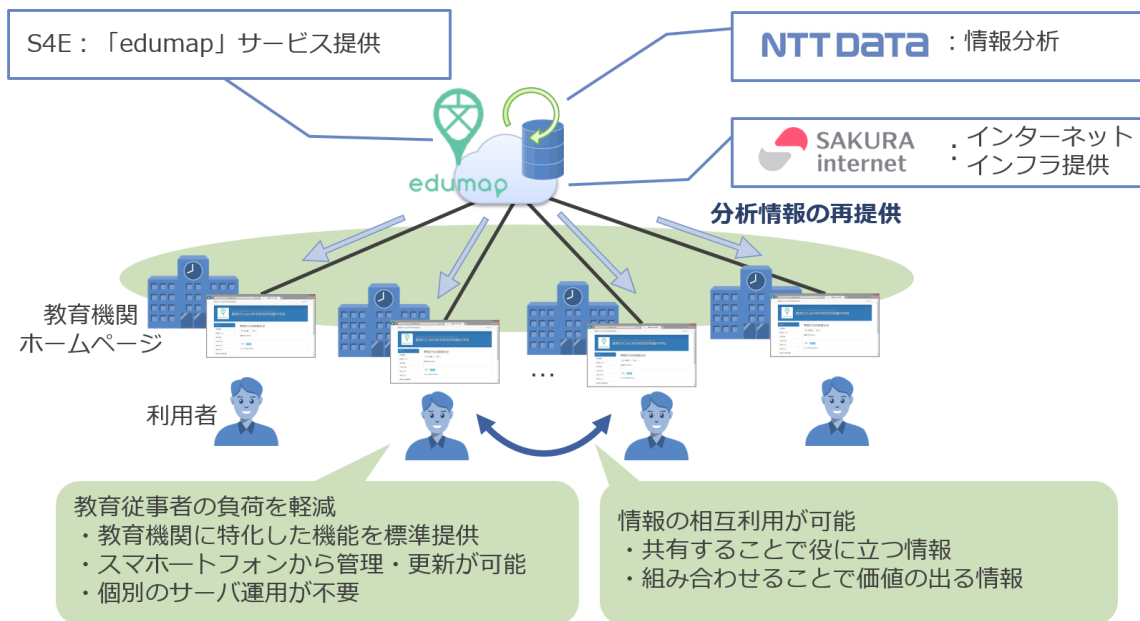 S4E：「edumap」サービス提供
NTT DATA ：情報分析
SAKURA internet ：インターネット
インフラ提供
edumap
分析情報の再提供
教育機関
ホームページ
利用者
…
教育従事者の負荷を軽減
・教育機関に特化した機能を標準提供
・スマホートフォンから管理・更新が可能
・個別のサーバ運用が不要
情報の相互利用が可能
・共有することで役に立つ情報
・組み合わせることで価値の出る情報